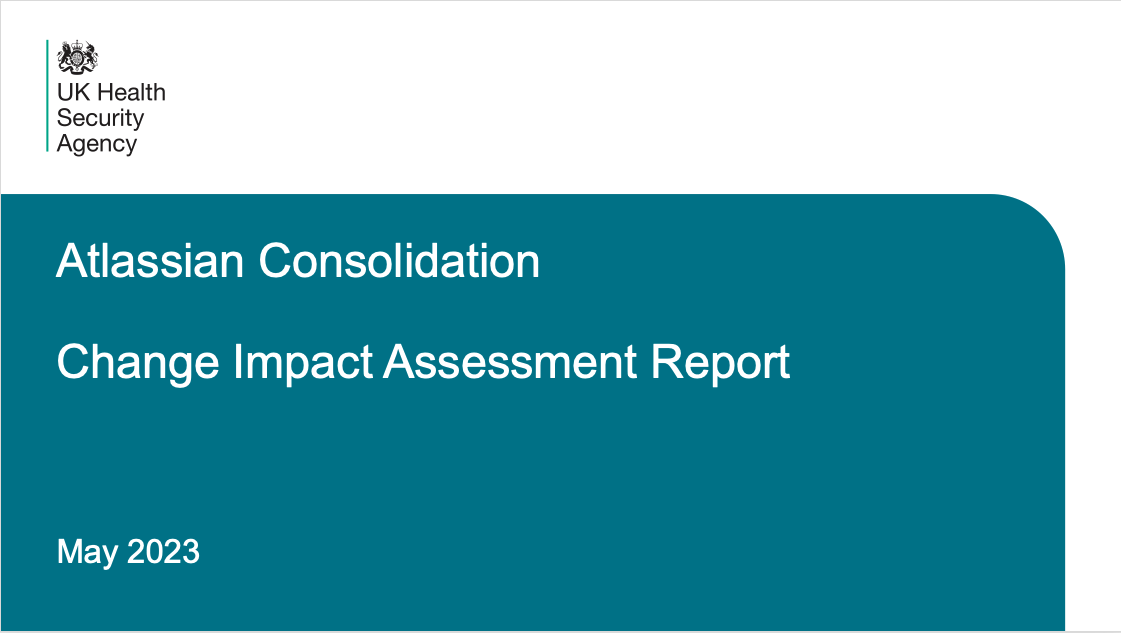 UK Health
Security
Agency
Atlassian Consolidation
Change Impact Assessment Report
May 2023